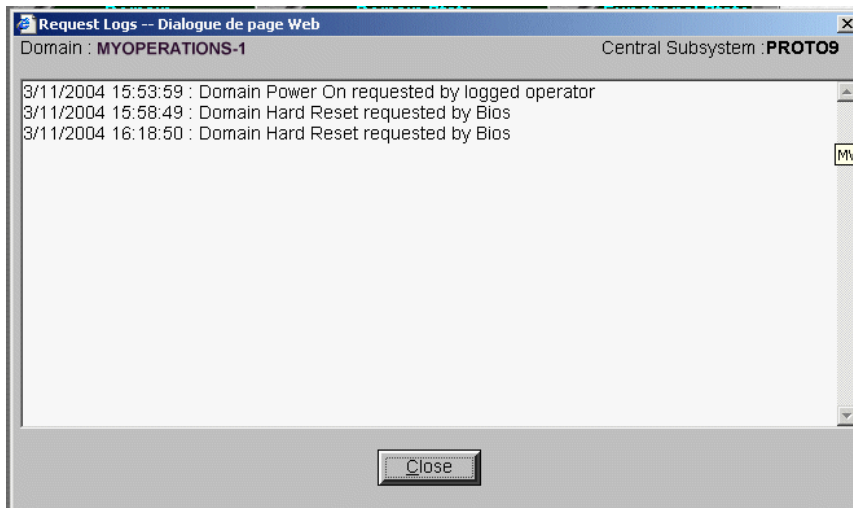 Request Logs -- Dialogue de page Web
Domain : MYOPERATIONS-1 Central Subsystem :PROTO9
3/11/2004 15:53:59 : Domain Power On requested by logged operator
3/11/2004 15:58:49 : Domain Hard Reset requested by Bios
3/11/2004 16:18:50 : Domain Hard Reset requested by Bios
Close